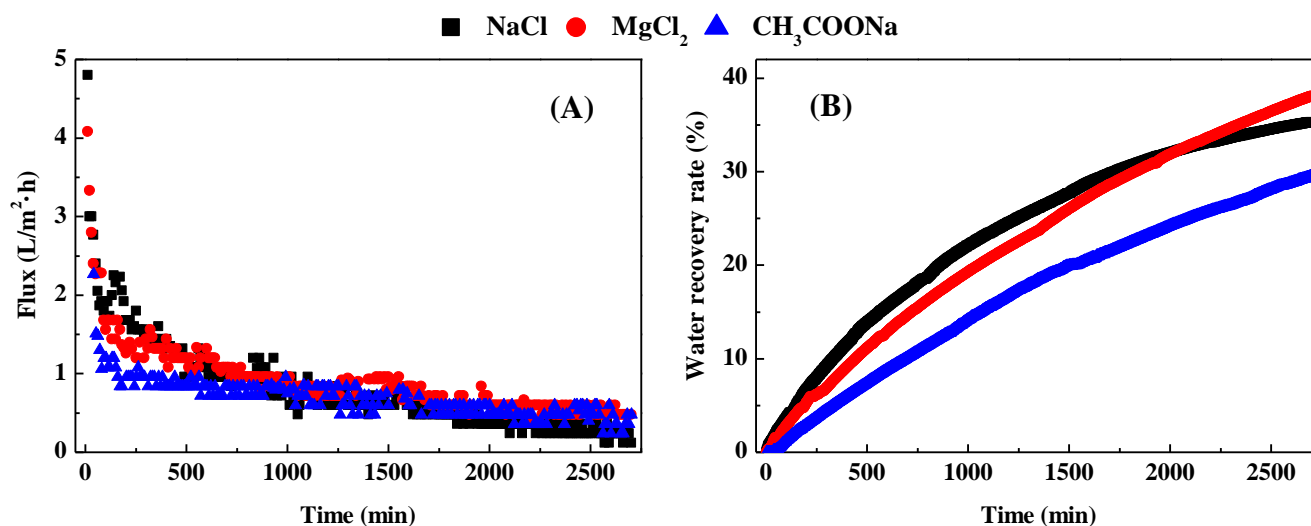 NaCl MgCl₂ CH₃COONa
(A)
Flux (L/m²·h)
5
4
3
2
1
0
0 500 1000 1500 2000 2500
Time (min)
(B)
Water recovery rate (%)
40
30
20
10
0
0 500 1000 1500 2000 2500
Time (min)